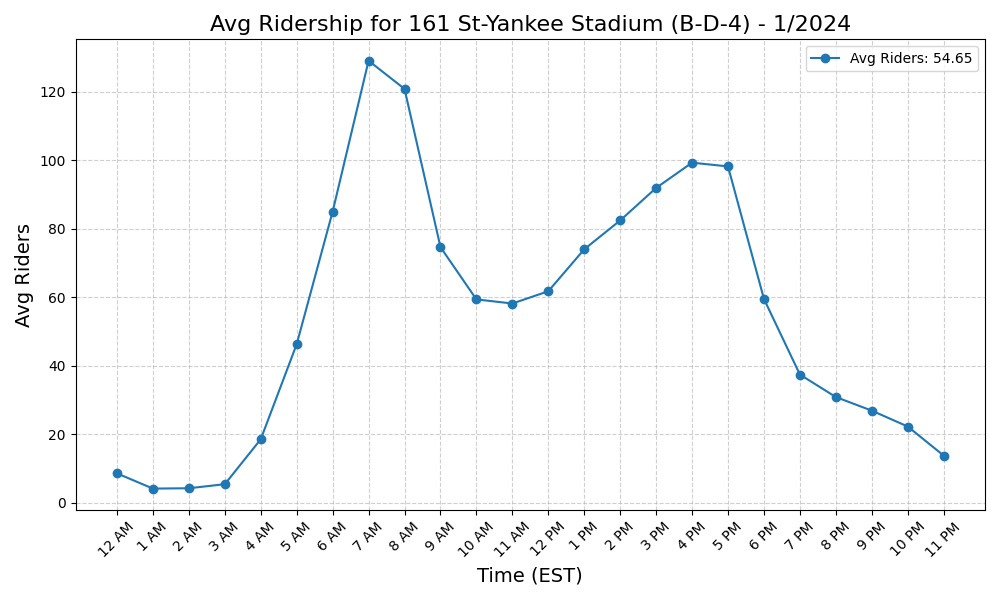 Avg Ridership for 161 St-Yankee Stadium (B-D-4) - 1/2024
Avg Riders: 54.65
Avg Riders
120
100
80
60
40
20
0
12 AM
1 AM
2 AM
3 AM
4 AM
5 AM
6 AM
7 AM
8 AM
9 AM
10 AM
11 AM
12 PM
1 PM
2 PM
3 PM
4 PM
5 PM
6 PM
7 PM
8 PM
9 PM
10 PM
11 PM
Time (EST)